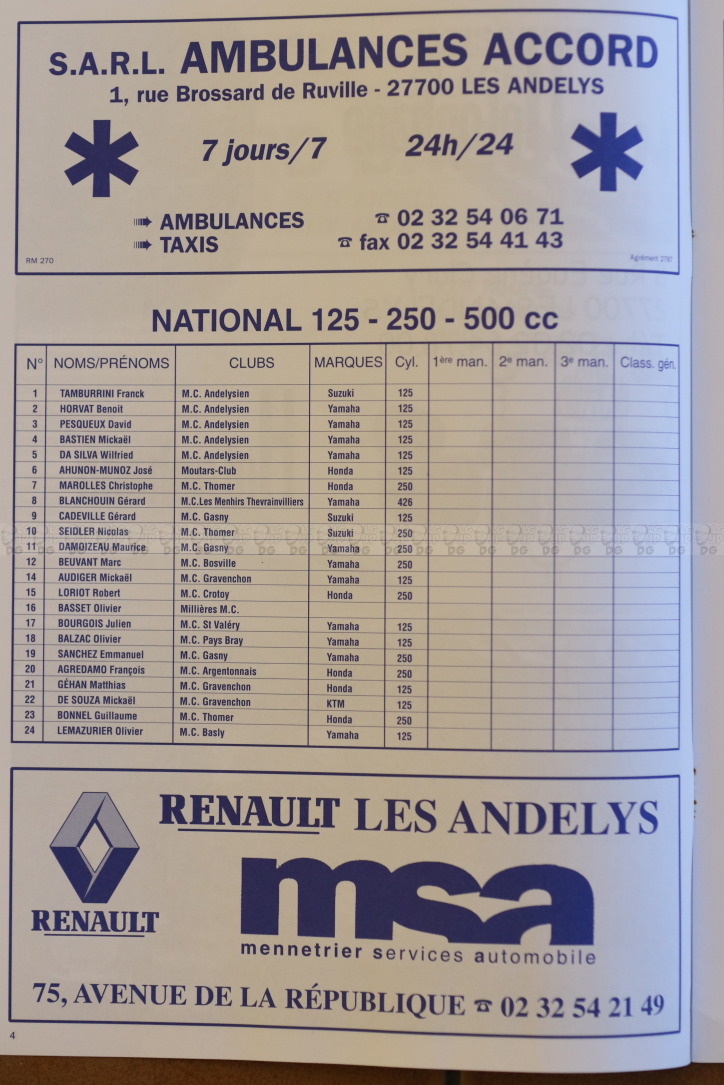 S.A.R.L. AMBULANCES ACCORD
1, rue Brossard de Ruville - 27700 LES ANDELYS
7 jours/7 24h/24
AMBULANCES ☎ 02 32 54 06 71
TAXIS ☎ fax 02 32 54 41 43
RM 270 Agrément 2787
NATIONAL 125 - 250 - 500 cc
N° NOMS/PRÉNOMS CLUBS MARQUES Cyl. 1ère man. 2e man. 3e man. Class. gén.
1 TAMBURRINI Franck M.C. Andelysien Suzuki 125
2 HORVAT Benoit M.C. Andelysien Yamaha 125
3 PESQUEUX David M.C. Andelysien Yamaha 125
4 BASTIEN Mickaël M.C. Andelysien Yamaha 125
5 DA SILVA Wilfried M.C. Andelysien Yamaha 125
6 AHUNON-MUNOZ José Moutars-Club Honda 125
7 MAROLLES Christophe M.C. Thomer Honda 250
8 BLANCHOUIN Gérard M.C.Les Menhirs Thevrainvilliers Yamaha 426
9 CADEVILLE Gérard M.C. Gasny Suzuki 125
10 SEIDLER Nicolas M.C. Thomer Suzuki 250
11 DAMOIZEAU Maurice M.C. Gasny Yamaha 250
12 BEUVANT Marc M.C. Bosville Yamaha 250
14 AUDIGER Mickaël M.C. Gravenchon Yamaha 125
15 LORIOT Robert M.C. Crotoy Honda 250
16 BASSET Olivier Millières M.C.
17 BOURGOIS Julien M.C. St Valéry Yamaha 125
18 BALZAC Olivier M.C. Pays Bray Yamaha 125
19 SANCHEZ Emmanuel M.C. Gasny Yamaha 250
20 AGREDAMO François M.C. Argentonnais Honda 250
21 GÉHAN Matthias M.C. Gravenchon Honda 125
22 DE SOUZA Mickaël M.C. Gravenchon KTM 125
23 BONNEL Guillaume M.C. Thomer Honda 250
24 LEMAZURIER Olivier M.C. Basly Yamaha 125
RENAULT LES ANDELYS
RENAULT
msa
mennetrier services automobile
75, AVENUE DE LA RÉPUBLIQUE ☎ 02 32 54 21 49
4